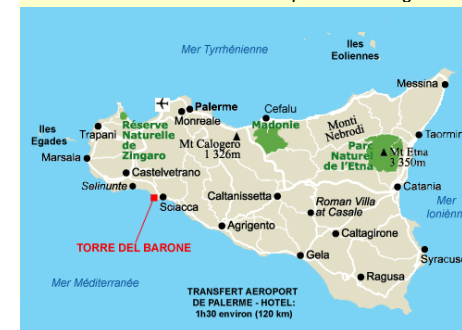 Mer Tyrrhénienne
Iles
Eoliennes
Messina
Palerme
Monreale
Cefalu
Réserve
Naturelle
de
Zingaro
Trapani
Iles
Egades
Marsaia
Mt Calogero
1 326m
Madonie
Monti
Nebrodi
Taormin
Parc
Naturel
de l'Etna
Mt Etna
3 350m
Castelvetrano
Selinunte
Sciacca
Caltanissetta
Roman Villa
at Casale
Catania
Mer
Ionienn
TORRE DEL BARONE
Agrigento
Caltagirone
Gela
Syracuse
Ragusa
Mer Méditerranée
TRANSFERT AEROPORT
DE PALERME - HOTEL:
1h30 environ (120 km)